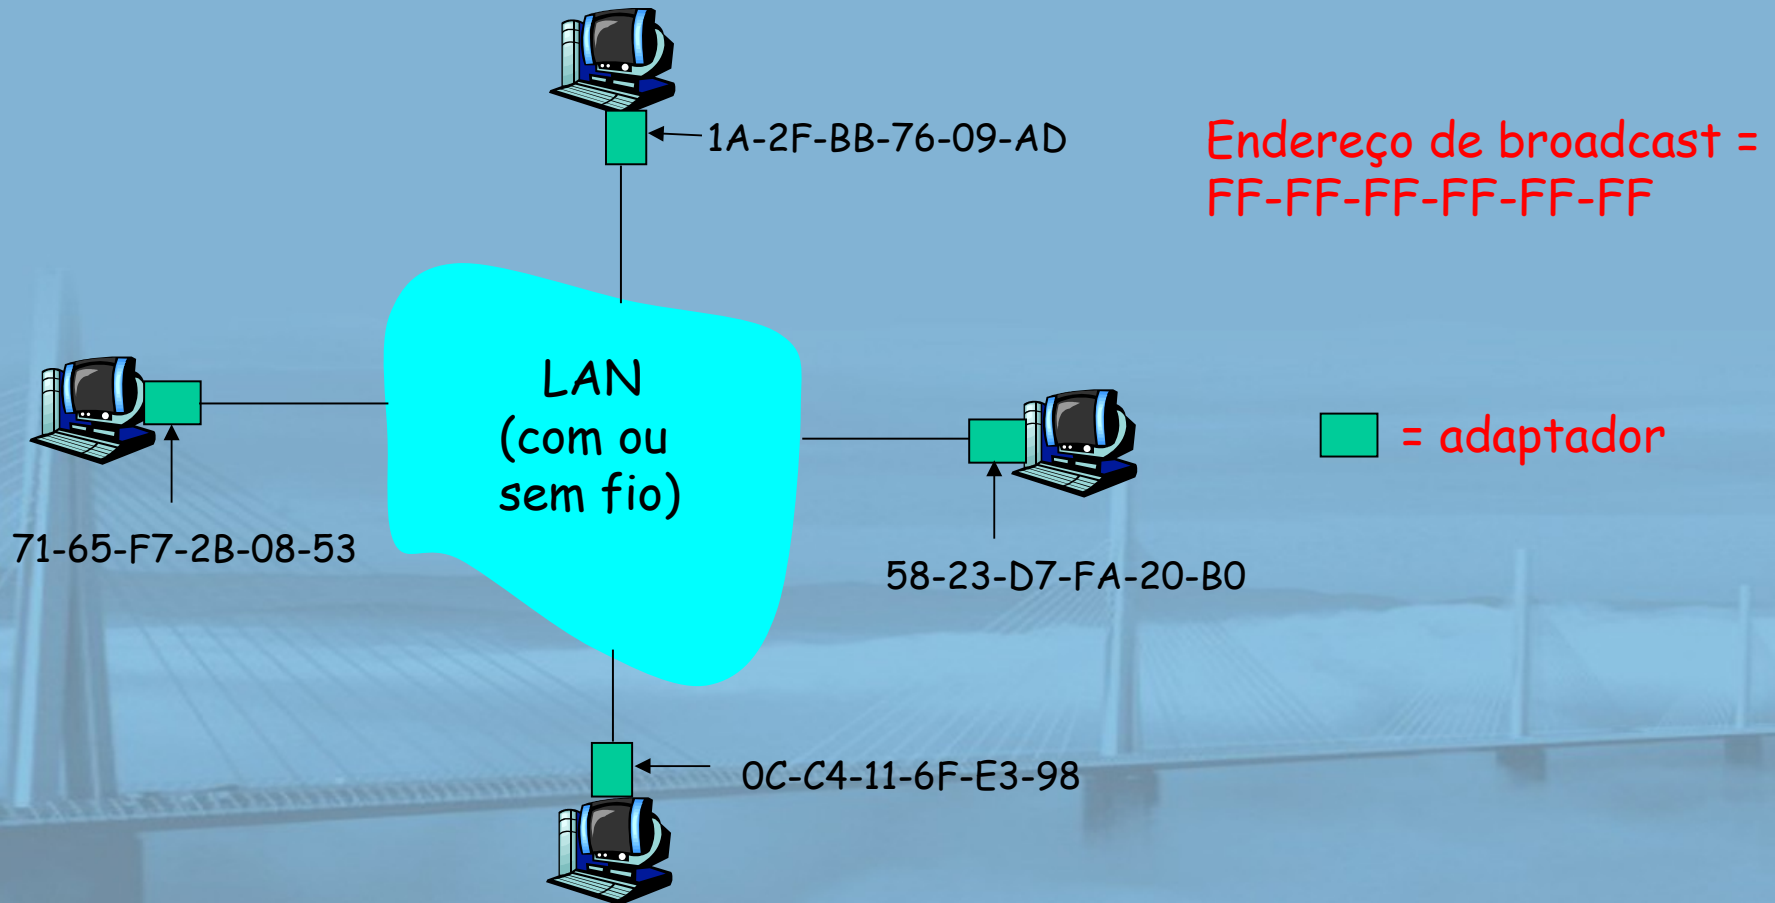 1A-2F-BB-76-09-AD
Endereço de broadcast =
FF-FF-FF-FF-FF-FF
LAN
(com ou
sem fio)
= adaptador
71-65-F7-2B-08-53
58-23-D7-FA-20-B0
0C-C4-11-6F-E3-98